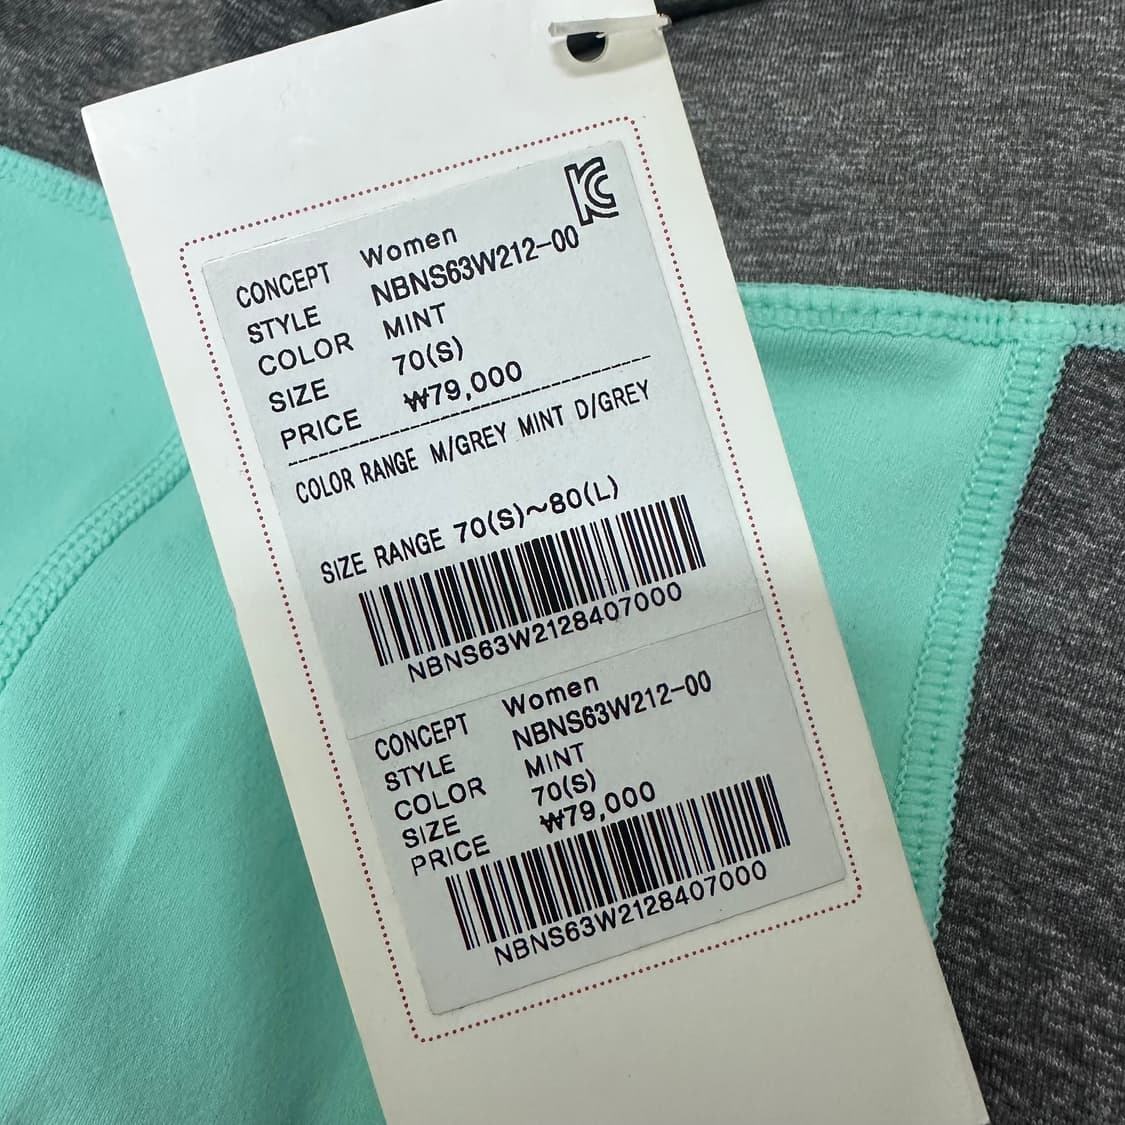 KC
CONCEPT Women
STYLE NBNS63W212-00
COLOR MINT
SIZE 70(S)
PRICE ₩79,000
COLOR RANGE M/GREY MINT D/GREY
SIZE RANGE 70(S)~80(L)
NBNS63W2128407000
CONCEPT Women
STYLE NBNS63W212-00
COLOR MINT
SIZE 70(S)
PRICE ₩79,000
NBNS63W2128407000